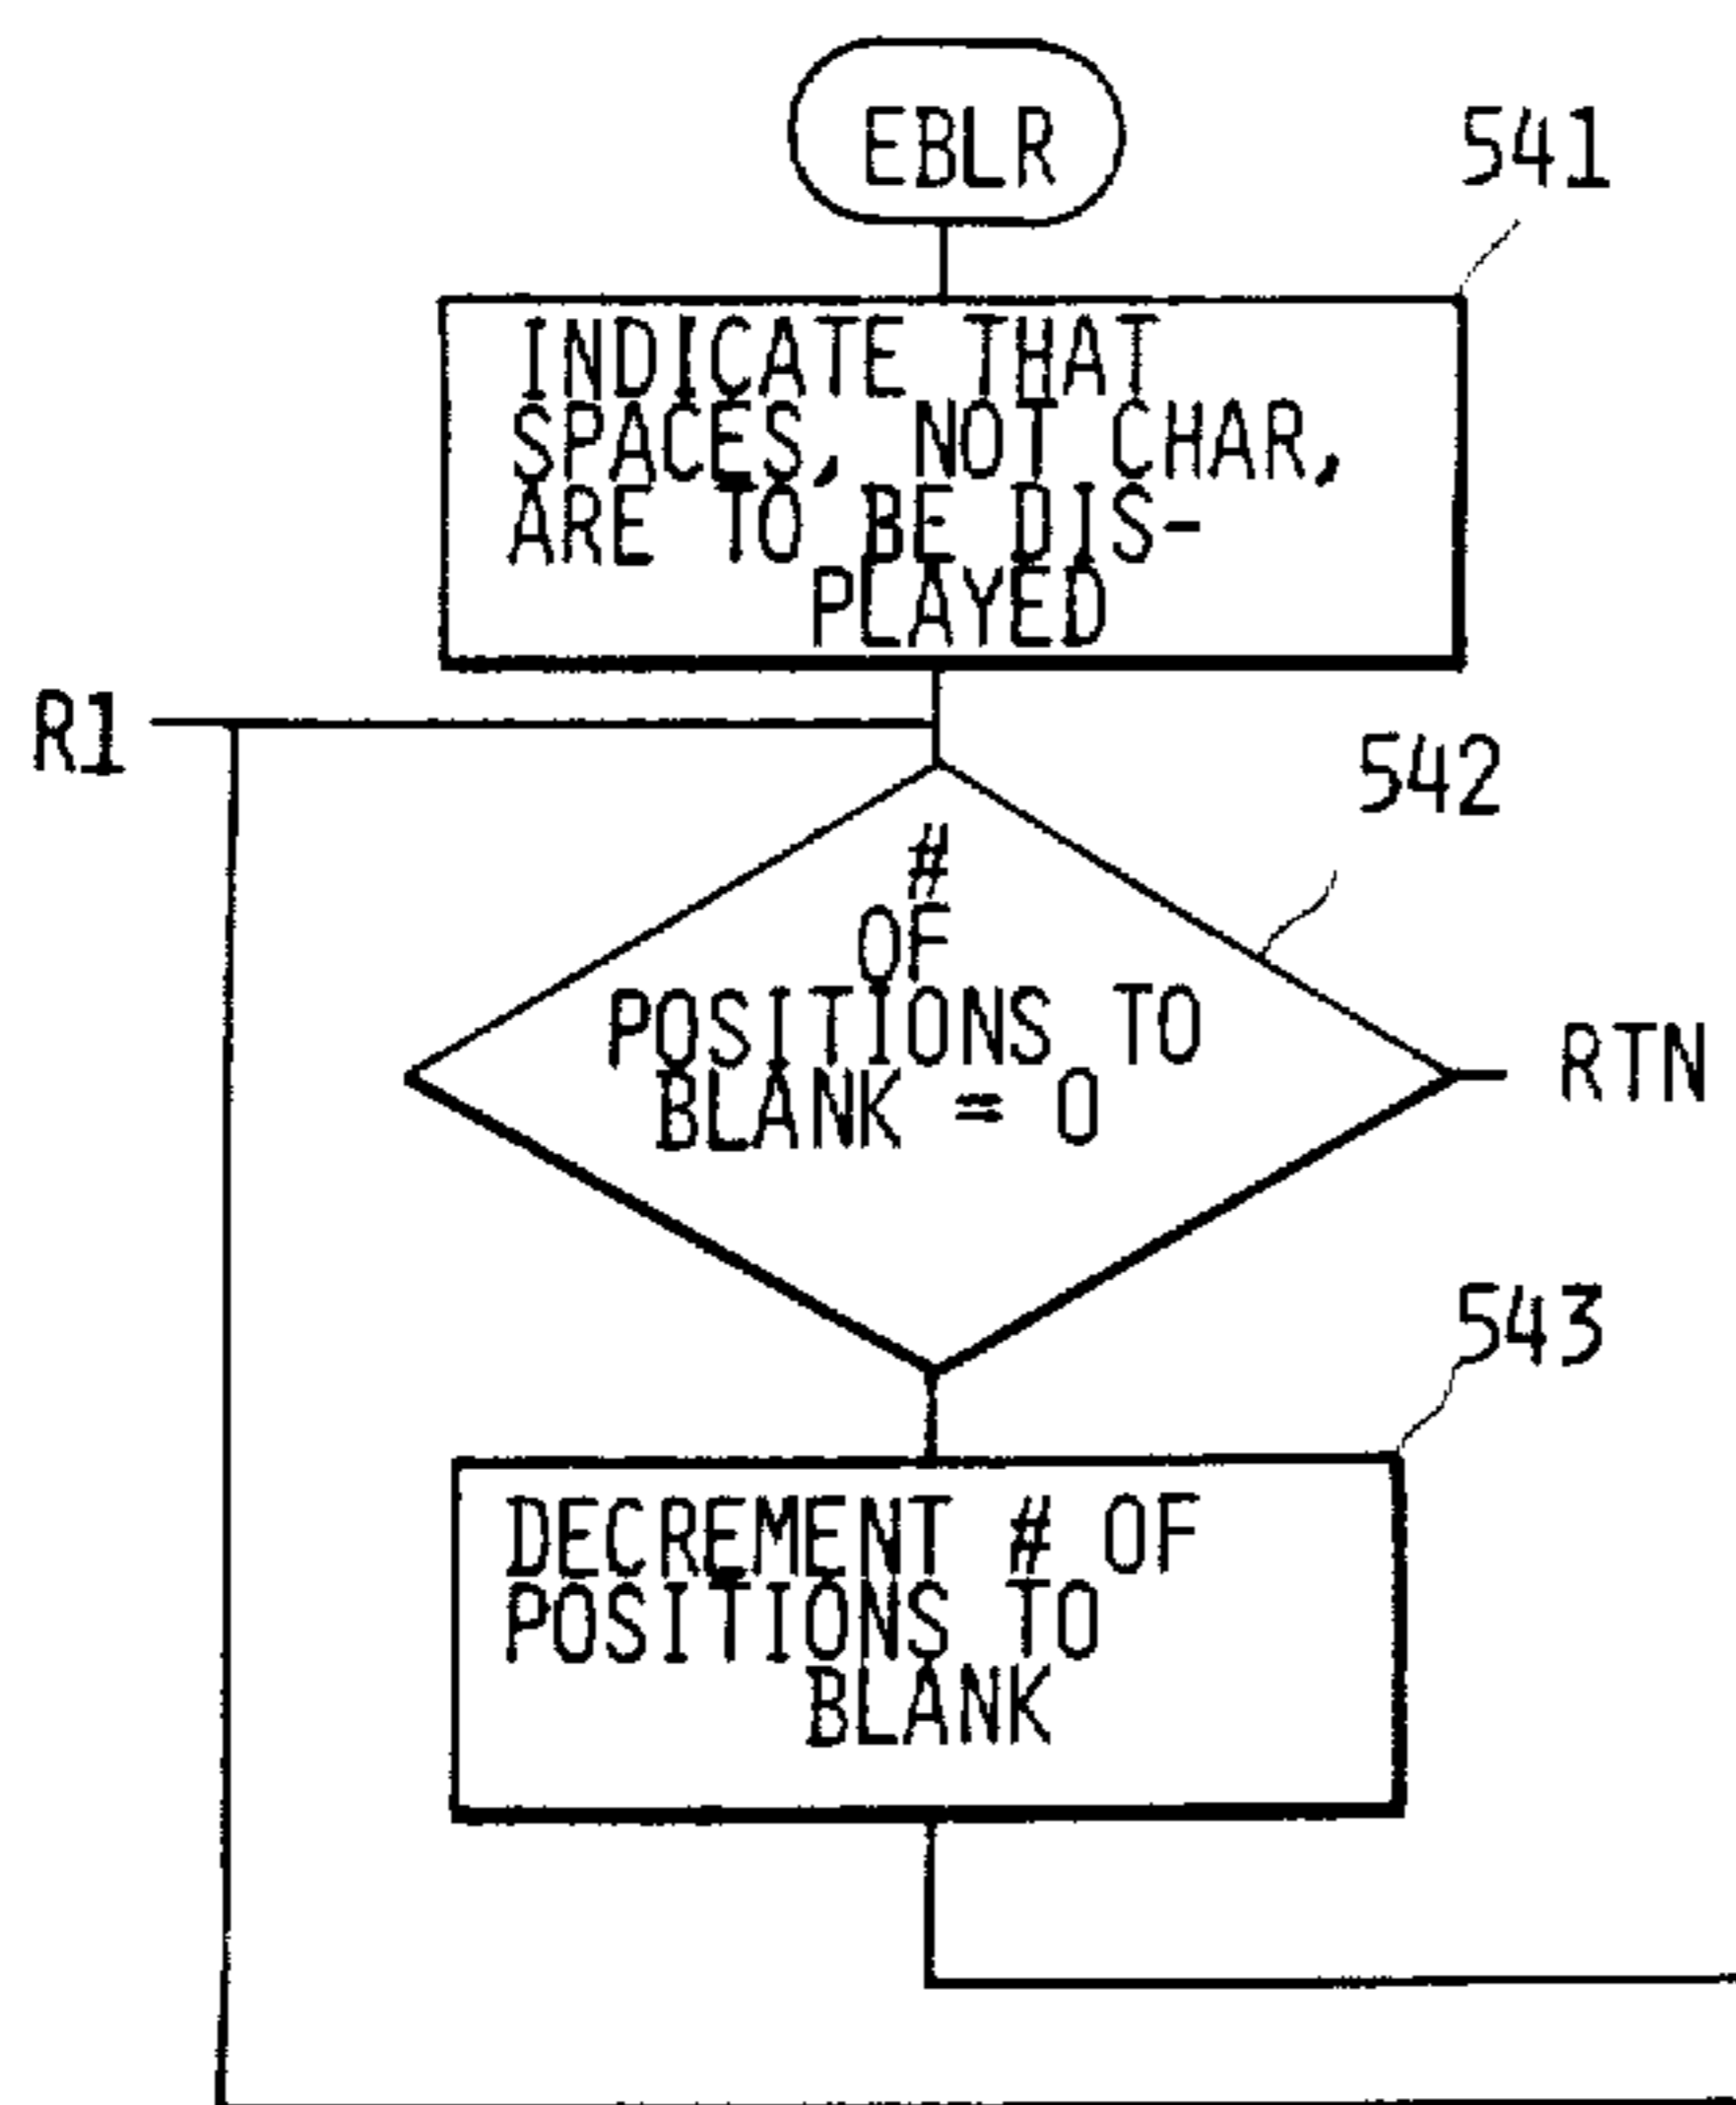 EBLR
541
INDICATE THAT
SPACES, NOT CHAR,
ARE TO BE DIS-
PLAYED
R1
542
#
OF
POSITIONS TO
BLANK = 0
RTN
543
DECREMENT # OF
POSITIONS TO
BLANK